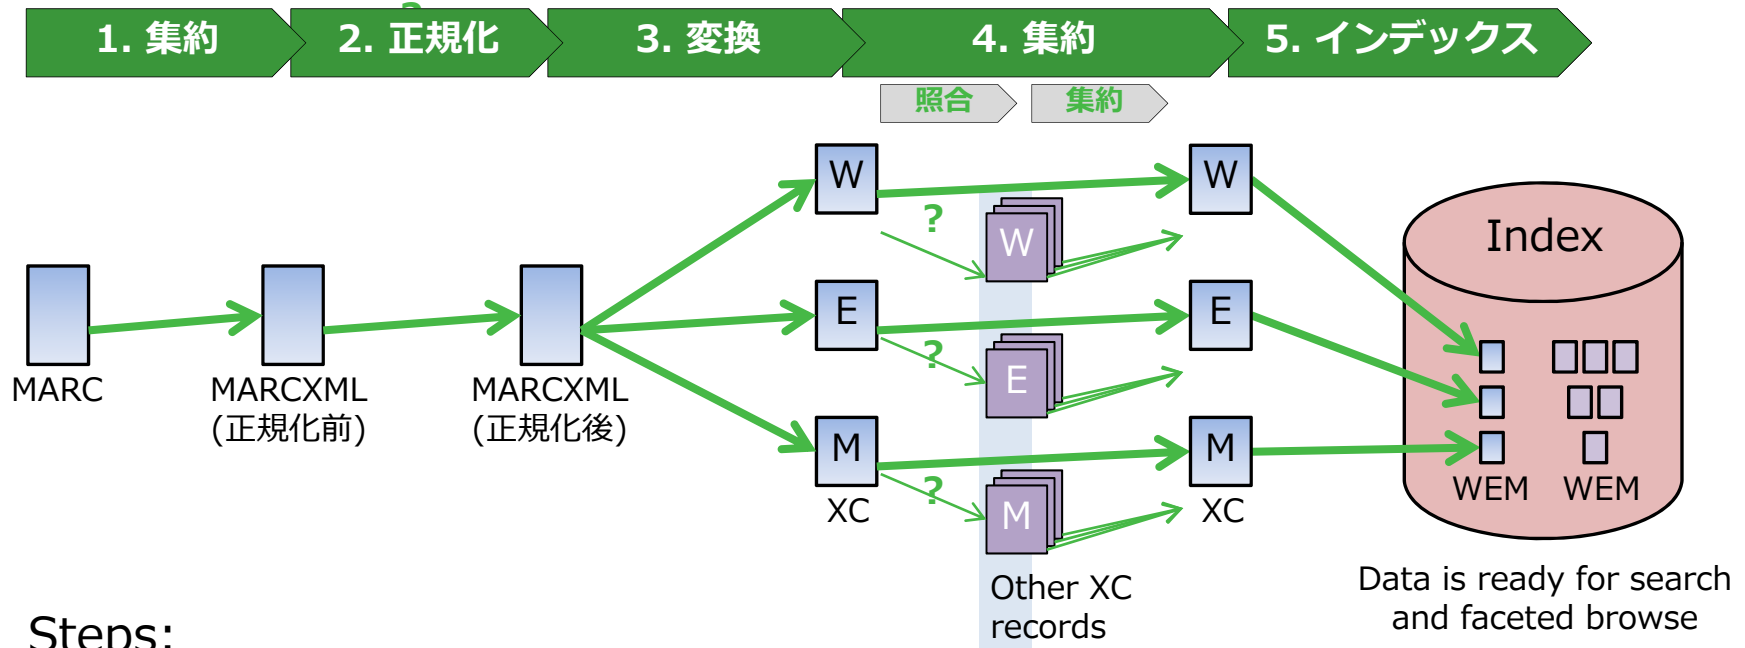 ?
1. 集約
2. 正規化
3. 変換
4. 集約
5. インデックス
照合
集約
W
W
?
W
Index
E
E
?
E
MARC
MARCXML
(正規化前)
MARCXML
(正規化後)
M
XC
?
M
M
XC
WEM
WEM
Other XC
records
Data is ready for search
and faceted browse
Steps: